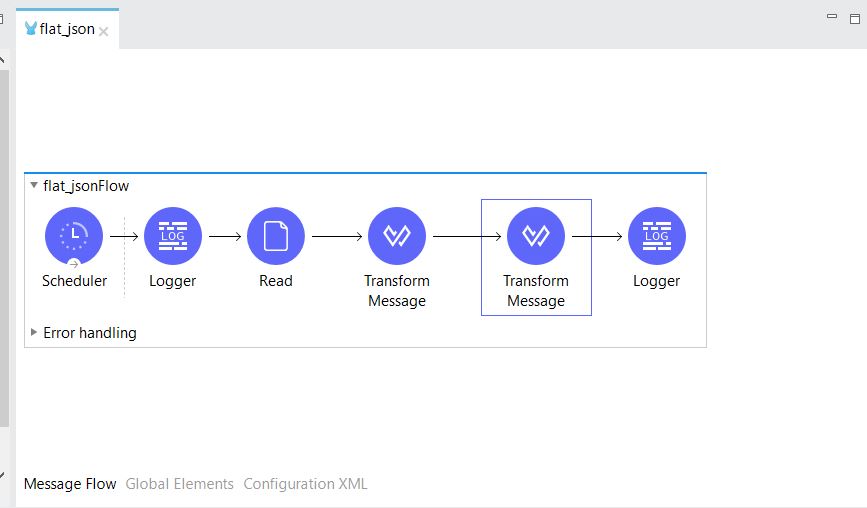 flat_json
flat_jsonFlow
LOG
LOG
Scheduler
Logger
Read
Transform
Message
Transform
Message
Logger
Error handling
Message Flow Global Elements Configuration XML